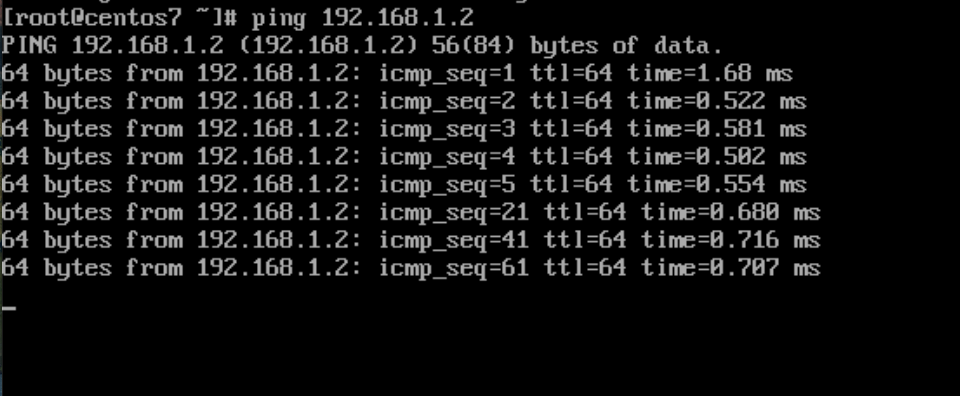 [root@centos7 ~]# ping 192.168.1.2
PING 192.168.1.2 (192.168.1.2) 56(84) bytes of data.
64 bytes from 192.168.1.2: icmp_seq=1 ttl=64 time=1.68 ms
64 bytes from 192.168.1.2: icmp_seq=2 ttl=64 time=0.522 ms
64 bytes from 192.168.1.2: icmp_seq=3 ttl=64 time=0.581 ms
64 bytes from 192.168.1.2: icmp_seq=4 ttl=64 time=0.502 ms
64 bytes from 192.168.1.2: icmp_seq=5 ttl=64 time=0.554 ms
64 bytes from 192.168.1.2: icmp_seq=21 ttl=64 time=0.680 ms
64 bytes from 192.168.1.2: icmp_seq=41 ttl=64 time=0.716 ms
64 bytes from 192.168.1.2: icmp_seq=61 ttl=64 time=0.707 ms